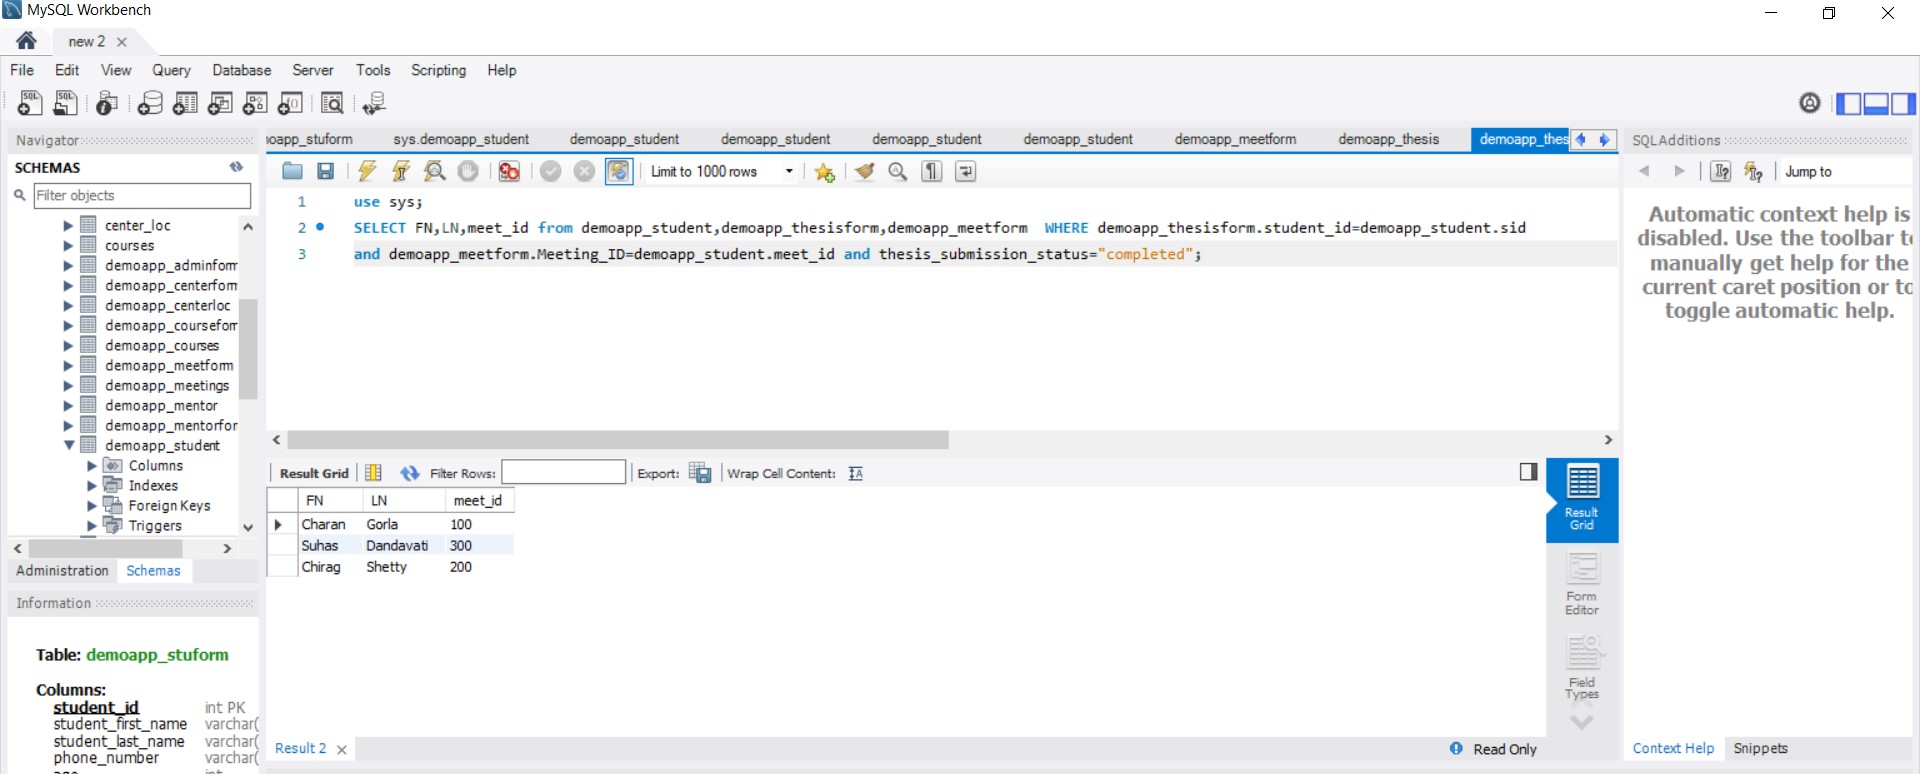 MySQL Workbench
new 2
File Edit View Query Database Server Tools Scripting Help
Navigator
SCHEMAS
Filter objects
center_loc
courses
demoapp_adminform
demoapp_centerfom
demoapp_centerloc
demoapp_coursefor
demoapp_courses
demoapp_meetform
demoapp_meetings
demoapp_mentor
demoapp_mentorfor
demoapp_student
Columns
Indexes
Foreign Keys
Triggers
Administration Schemas
Information
Table: demoapp_stuform
Columns:
student_id int PK
student_first_name varchar(
student_last_name varchar(
phone_number varchar(
noapp_stuform sys.demoapp_student demoapp_student demoapp_student demoapp_student demoapp_student demoapp_meetform demoapp_thesis demoapp_thes
Limit to 1000 rows
1 use sys;
2 SELECT FN,LN,meet_id from demoapp_student,demoapp_thesisform,demoapp_meetform WHERE demoapp_thesisform.student_id=demoapp_student.sid
3 and demoapp_meetform.Meeting_ID=demoapp_student.meet_id and thesis_submission_status="completed";
Result Grid Filter Rows: Export: Wrap Cell Content:
FN LN meet_id
Charan Gorla 100
Suhas Dandavati 300
Chirag Shetty 200
Result
Grid
Form
Editor
Field
Types
Result 2
Read Only
SQLAdditions
Jump to
Automatic context help is
disabled. Use the toolbar to
manually get help for the
current caret position or to
toggle automatic help.
Context Help Snippets